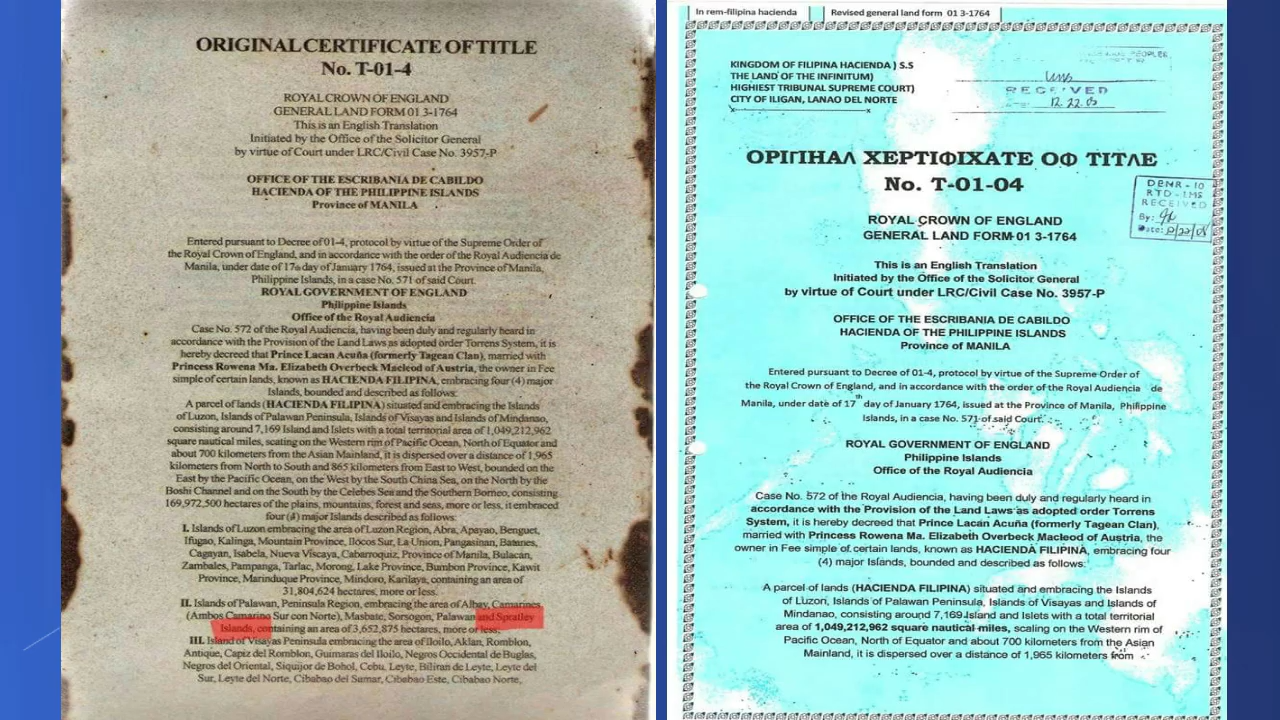 ORIGINAL CERTIFICATE OF TITLE
No. T-01-4
ROYAL CROWN OF ENGLAND
GENERAL LAND FORM 01 3-1764
This is an English Translation
Initiated by the Office of the Solicitor General
by virtue of Court under LRC/Civil Case No. 3957-P
OFFICE OF THE ESCRIBANIA DE CABILDO
HACIENDA OF THE PHILIPPINE ISLANDS
Province of MANILA
Entered pursuant to Decree of 01-4, protocol by virtue of the Supreme Order of
the Royal Crown of England, and in accordance with the order of the Royal Audiencia de
Manila, under date of 17a day of January 1764, issued at the Province of Manila,
Philippine Islands, in a case No. 571 of said Court.
ROYAL GOVERNMENT OF ENGLAND
Philippine Islands
Office of the Royal Audiencia
Case No. 572 of the Royal Audiencia, having been duly and regularly heard in
accordance with the Provision of the Land Laws as adopted order Torrens System, it is
hereby decreed that Prince Lacan Acuña (formerly Tagean Clan), married with
Princess Rowena Ma. Elizabeth Overbeck Macleod of Austria, the owner in Fee
simple of certain lands, known as HACIENDA FILIPINA, embracing four (4) major
Islands, bounded and described as follows:
A parcel of lands (HACIENDA FILIPINA) situated and embracing the Islands
of Luzon, Islands of Palawan Peninsula, Islands of Visayas and Islands of Mindanao,
consisting around 7,169 Island and Islets with a total territorial area of 1,049,212,962
square nautical miles, scating on the Western rim of Pacific Ocean, North of Equator and
about 700 kilometers from the Asian Mainland, it is dispersed over a distance of 1,965
kilometers from North to South and 865 kilometers from East to West, bounded on the
East by the Pacific Ocean, on the West by the South China Sea, on the North by the
Boshi Channel and on the South by the Celebes Sea and the Southern Borneo, consisting
169,972,500 hectares of the plains, mountains, forest and seas, more or less, it embraced
four (4) major Islands described as follows:
I. Islands of Luzon embracing the area of Luzon Region, Abra, Apayao, Benguet,
Ifugao, Kalinga, Mountain Province, Ilocos Sur, La Union, Pangasinan, Batanes,
Cagayan, Isabela, Nueva Viscaya, Cabarroquiz, Province of Manila, Bulacan,
Zambales, Pampanga, Tarlac, Morong, Lake Province, Bumbon Province, Kawit
Province, Marinduque Province, Mindoro, Karilaya, containing an area of
31,804,624 hectares, more or less.
II. Islands of Palawan, Peninsula Region, embracing the area of Albay, Camarines
(Ambos Camarino Sur con Norte), Masbate, Sorsogon, Palawan and Spratley
Islands, containing an area of 3,652,875 hectares, more or less;
III. Island of Visayas Peninsula embracing the area of Iloilo, Aklan, Romblon,
Antique, Capiz del Romblon, Guimaras del Iloilo, Negros Occidental de Buglas,
Negros del Oriental, Siquijor de Bohol, Cebu, Leyte, Biliran de Leyte, Leyte del
Sur, Leyte del Norte, Cibabao del Sumar, Cibabao Este, Cibabao Norte,
In rem-filipina hacienda
Revised general land form 01 3-1764
KINGDOM OF FILIPINA HACIENDA ) S.S
THE LAND OF THE INFINITUM)
HIGHIEST TRIBUNAL SUPREME COURT)
CITY OF ILIGAN, LANAO DEL NORTE
RECEIVED
12.22.05
ОРІГІНАΛ ΧΕΡΤΙΦΙΧΑΤΕ ΟΦ ΤΙΤΛΕ
No. T-01-04
DENR-10
RTD-LMS
RECEIVED
By:
Date:
ROYAL CROWN OF ENGLAND
GENERAL LAND FORM 01 3-1764
This is an English Translation
Initiated by the Office of the Solicitor General
by virtue of Court under LRC/Civil Case No. 3957-P
OFFICE OF THE ESCRIBANIA DE CABILDO
HACIENDA OF THE PHILIPPINE ISLANDS
Province of MANILA
Entered pursuant to Decree of 01-4, protocol by virtue of the Supreme Order of
the Royal Crown of England, and in accordance with the order of the Royal Audiencia de
Manila, under date of 17th day of January 1764, issued at the Province of Manila, Philippine
Islands, in a case No. 571 of said Court.
ROYAL GOVERNMENT OF ENGLAND
Philippine Islands
Office of the Royal Audiencia
Case No. 572 of the Royal Audiencia, having been duly and regularly heard in
accordance with the Provision of the Land Laws as adopted order Torrens
System, it is hereby decreed that Prince Lacan Acuña (formerly Tagean Clan),
married with Princess Rowena Ma. Elizabeth Overbeck Macleod of Austria, the
owner in Fee simple of certain lands, known as HACIENDA FILIPINA, embracing four
(4) major Islands, bounded and described as follows:
A parcel of lands (HACIENDA FILIPINA) situated and embracing the Islands
of Luzon, Islands of Palawan Peninsula, Islands of Visayas and Islands of
Mindanao, consisting around 7,169 Island and Islets with a total territorial
area of 1,049,212,962 square nautical miles, scaling on the Western rim of
Pacific Ocean, North of Equator and about 700 kilometers from the Asian
Mainland, it is dispersed over a distance of 1,965 kilometers from